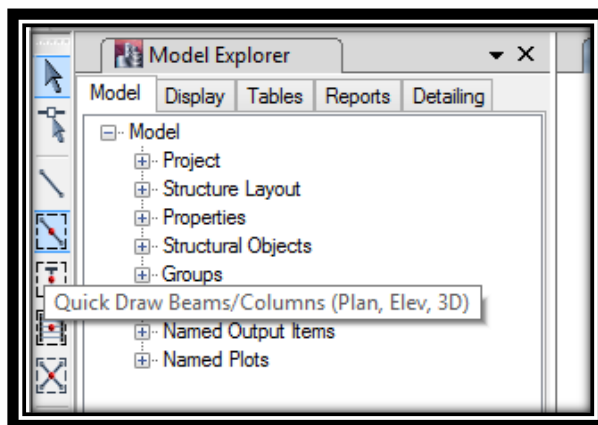 Model Explorer
Model Display Tables Reports Detailing
Model
Project
Structure Layout
Properties
Structural Objects
Groups
Quick Draw Beams/Columns (Plan, Elev, 3D)
Named Output Items
Named Plots